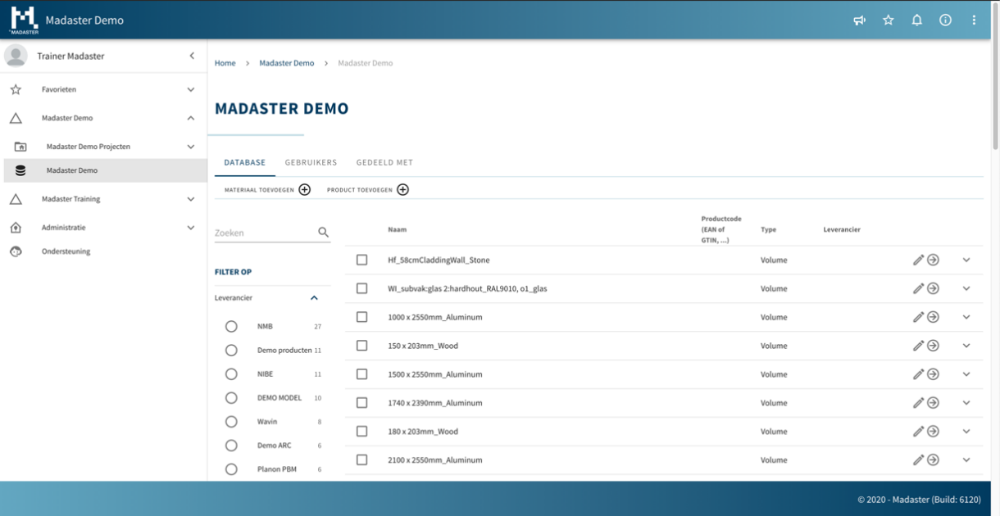 MADASTER
Madaster Demo
Trainer Madaster
Favorieten
Madaster Demo
Madaster Demo Projecten
Madaster Demo
Madaster Training
Administratie
Ondersteuning
Home > Madaster Demo > Madaster Demo
MADASTER DEMO
DATABASE GEBRUIKERS GEDEELD MET
MATERIAAL TOEVOEGEN PRODUCT TOEVOEGEN
Zoeken
FILTER OP
Leverancier
NMB 27
Demo producten 11
NIBE 11
DEMO MODEL 10
Wavin 8
Demo ARC 6
Planon PBM 6
Naam Productcode (EAN of GTIN, ...) Type Leverancier
Hf_58cmCladdingWall_Stone Volume
WI_subvak:glas 2:hardhout_RAL9010, o1_glas Volume
1000 x 2550mm_Aluminum Volume
150 x 203mm_Wood Volume
1500 x 2550mm_Aluminum Volume
1740 x 2390mm_Aluminum Volume
180 x 203mm_Wood Volume
2100 x 2550mm_Aluminum Volume
© 2020 - Madaster (Build: 6120)